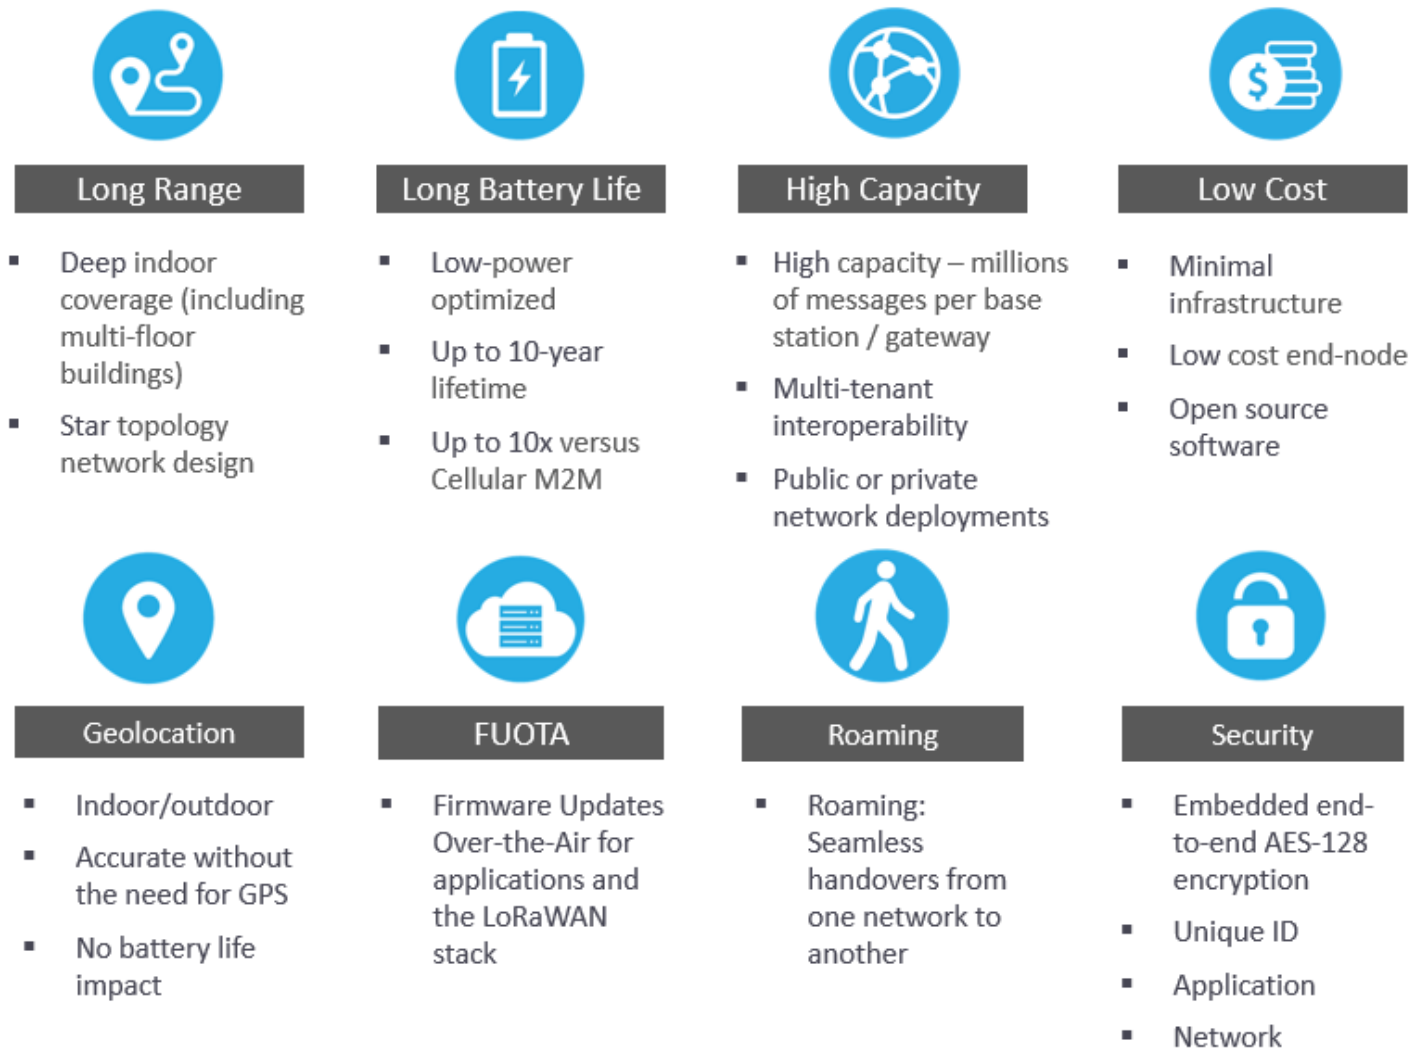 Long Range
Deep indoor
coverage (including
multi-floor
buildings)
Star topology
network design
Long Battery Life
Low-power
optimized
Up to 10-year
lifetime
Up to 10x versus
Cellular M2M
High Capacity
High capacity – millions
of messages per base
station / gateway
Multi-tenant
interoperability
Public or private
network deployments
$
Low Cost
Minimal
infrastructure
Low cost end-node
Open source
software
Geolocation
Indoor/outdoor
Accurate without
the need for GPS
No battery life
impact
FUOTA
Firmware Updates
Over-the-Air for
applications and
the LoRaWAN
stack
Roaming
Roaming:
Seamless
handovers from
one network to
another
Security
Embedded end-
to-end AES-128
encryption
Unique ID
Application
Network